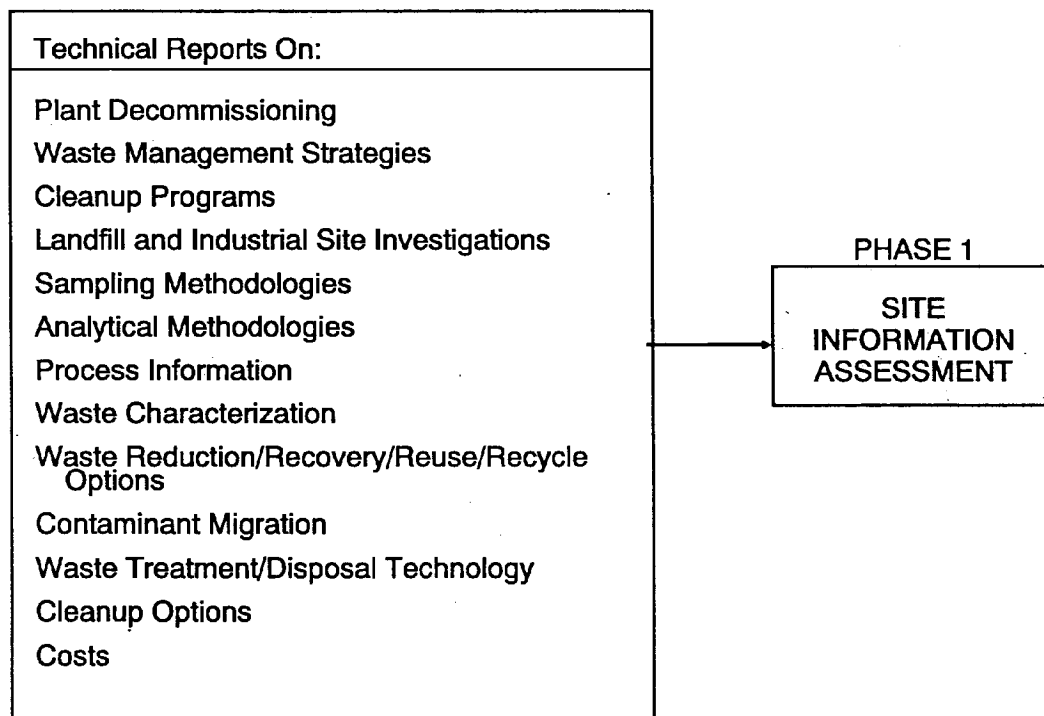 Technical Reports On:
Plant Decommissioning
Waste Management Strategies
Cleanup Programs
Landfill and Industrial Site Investigations
Sampling Methodologies
Analytical Methodologies
Process Information
Waste Characterization
Waste Reduction/Recovery/Reuse/Recycle
Options
Contaminant Migration
Waste Treatment/Disposal Technology
Cleanup Options
Costs
PHASE 1
SITE
INFORMATION
ASSESSMENT